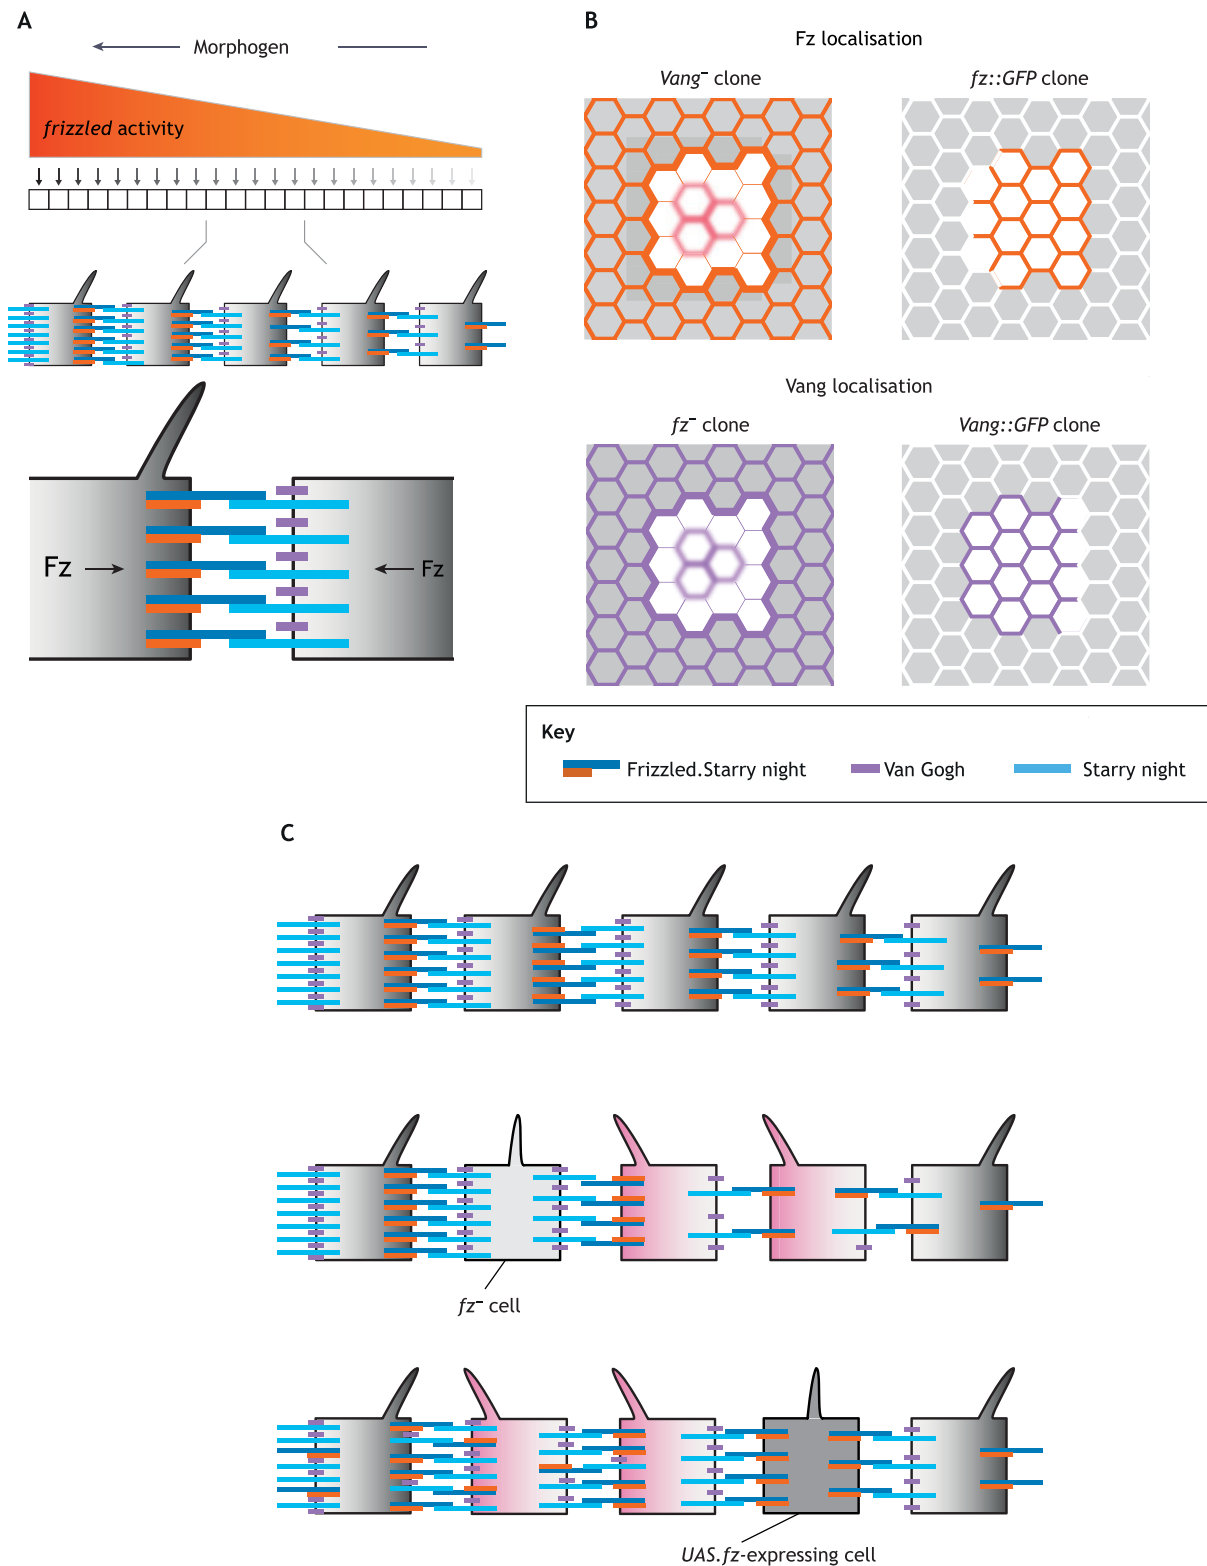 A
Morphogen
frizzled activity
Fz
Fz
B
Fz localisation
Vang⁻ clone
fz::GFP clone
Vang localisation
fz⁻ clone
Vang::GFP clone
Key
Frizzled.Starry night
Van Gogh
Starry night
C
fz⁻ cell
UAS.fz-expressing cell